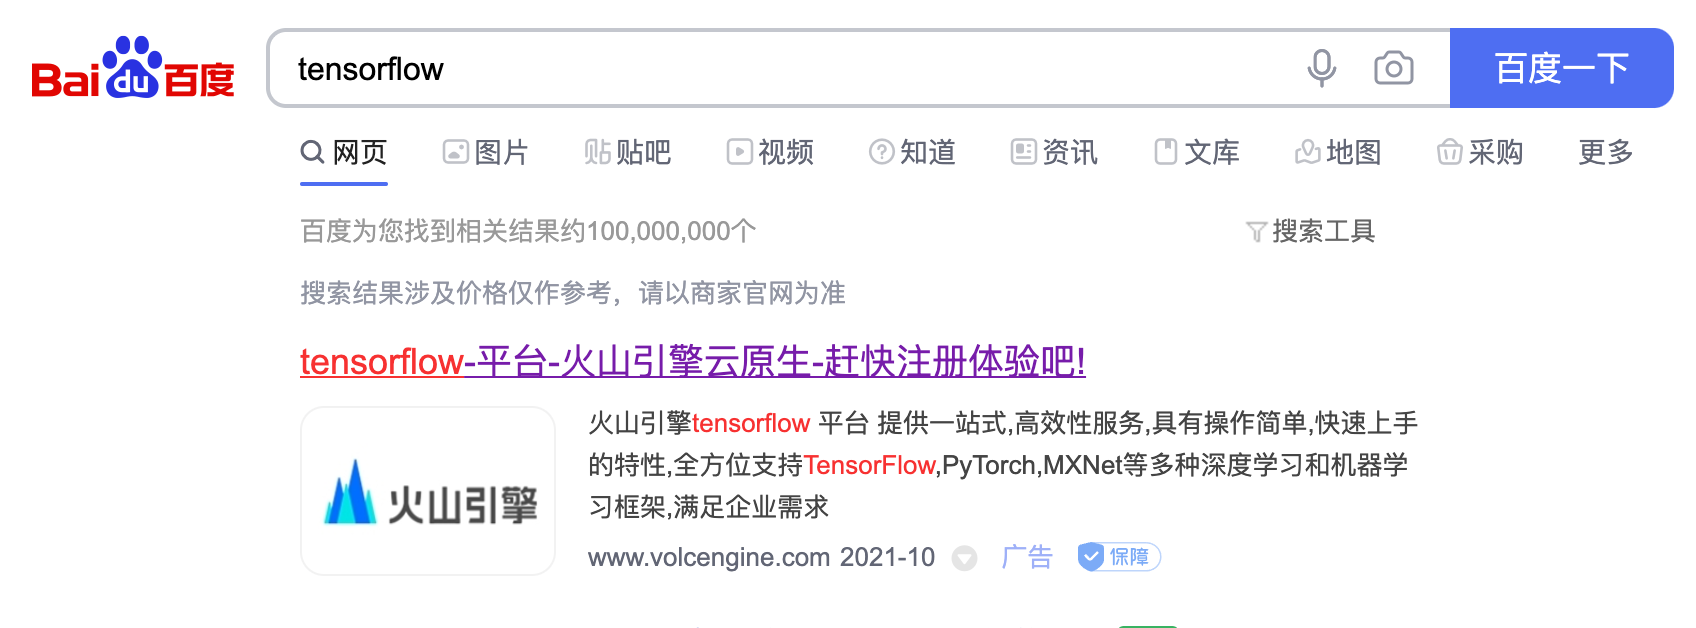 Bai du 百度
tensorflow
百度一下
网页 图片 贴吧 视频 知道 资讯 文库 地图 采购 更多
百度为您找到相关结果约100,000,000个 搜索工具
搜索结果涉及价格仅作参考，请以商家官网为准
tensorflow-平台-火山引擎云原生-赶快注册体验吧!
火山引擎
火山引擎tensorflow 平台 提供一站式,高效性服务,具有操作简单,快速上手
的特性,全方位支持TensorFlow,PyTorch,MXNet等多种深度学习和机器学
习框架,满足企业需求
www.volcengine.com 2021-10 广告 保障